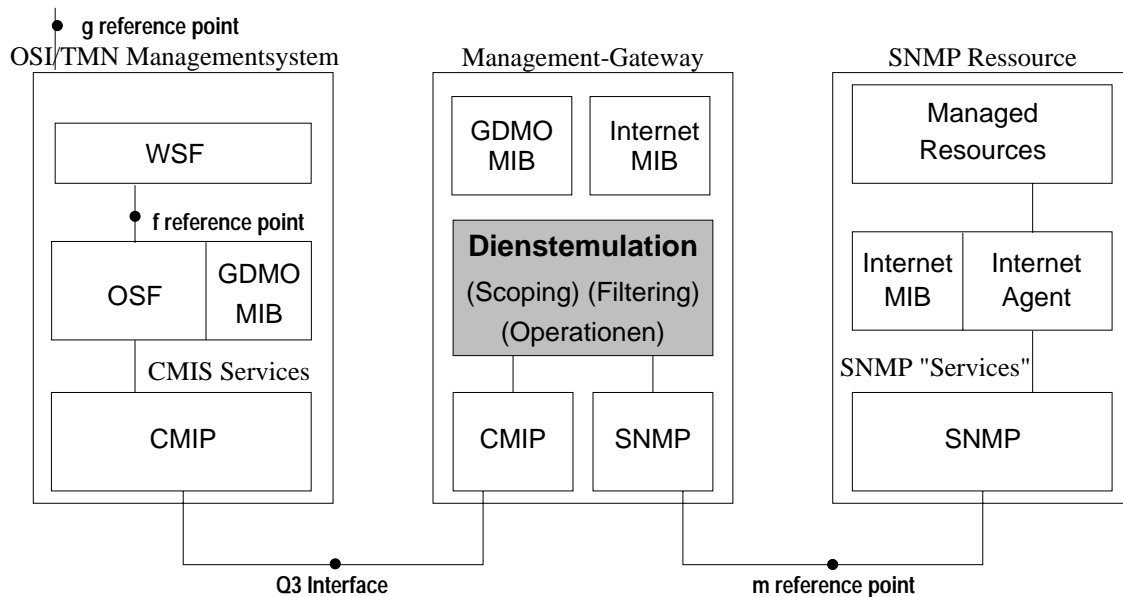 g reference point
OSI/TMN Managementsystem
WSF
f reference point
OSF
GDMO
MIB
CMIS Services
CMIP
Management-Gateway
GDMO
MIB
Internet
MIB
Dienstemulation
(Scoping) (Filtering)
(Operationen)
CMIP
SNMP
SNMP Ressource
Managed
Resources
Internet
MIB
Internet
Agent
SNMP "Services"
SNMP
Q3 Interface
m reference point